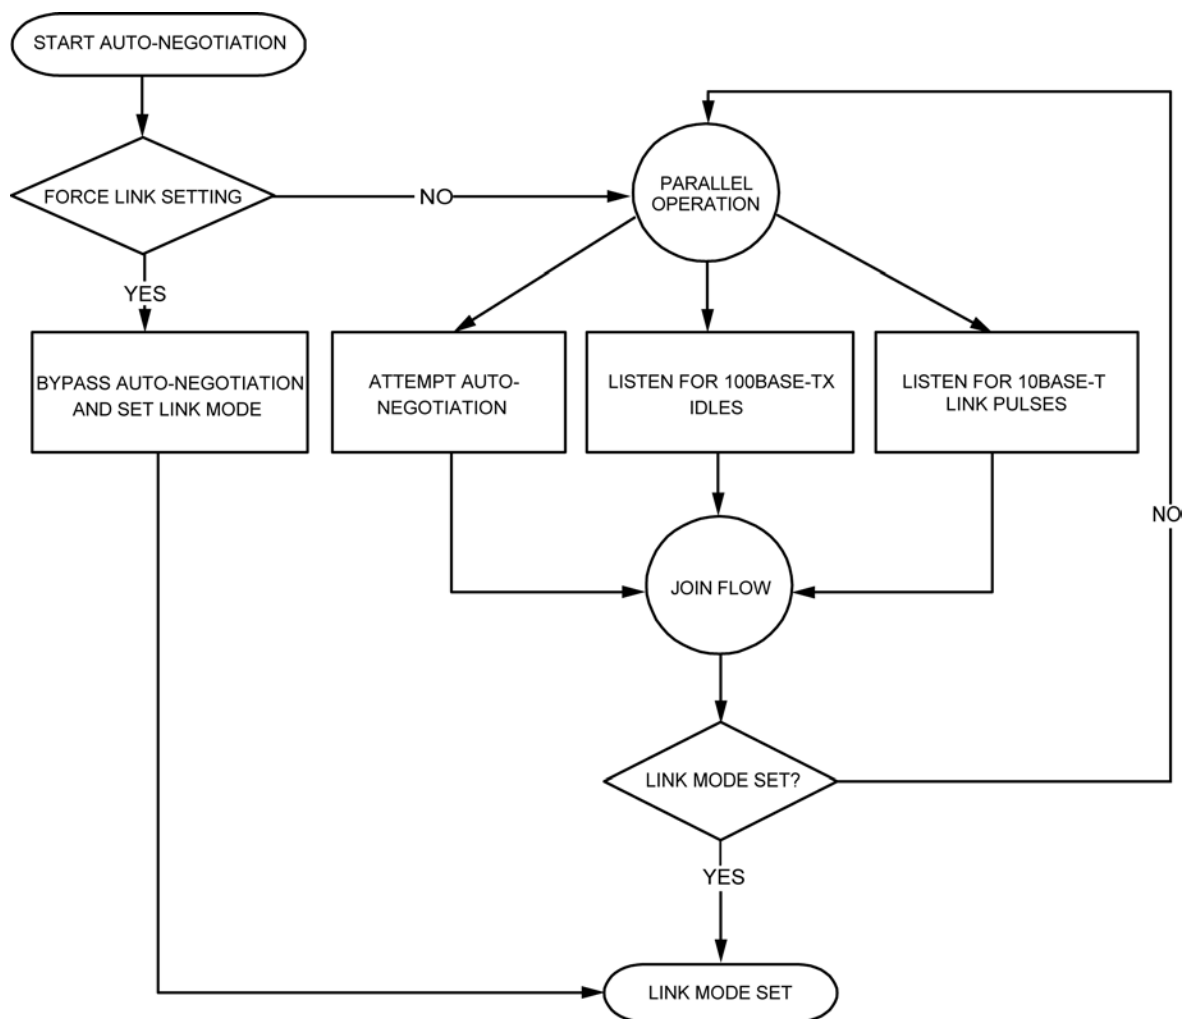 START AUTO-NEGOTIATION
FORCE LINK SETTING
NO
PARALLEL
OPERATION
YES
BYPASS AUTO-NEGOTIATION
AND SET LINK MODE
ATTEMPT AUTO-
NEGOTIATION
LISTEN FOR 100BASE-TX
IDLES
LISTEN FOR 10BASE-T
LINK PULSES
NO
JOIN FLOW
LINK MODE SET?
YES
LINK MODE SET